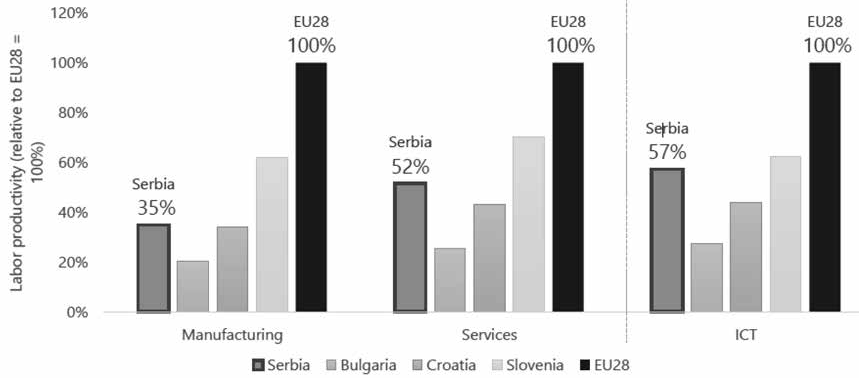 Labor productivity (relative to EU28 =
100%)
120%
100%
80%
60%
40%
20%
0%
Serbia
35%
EU28
100%
Serbia
52%
EU28
100%
Serbia
57%
EU28
100%
Manufacturing
Services
ICT
Serbia
Bulgaria
Croatia
Slovenia
EU28